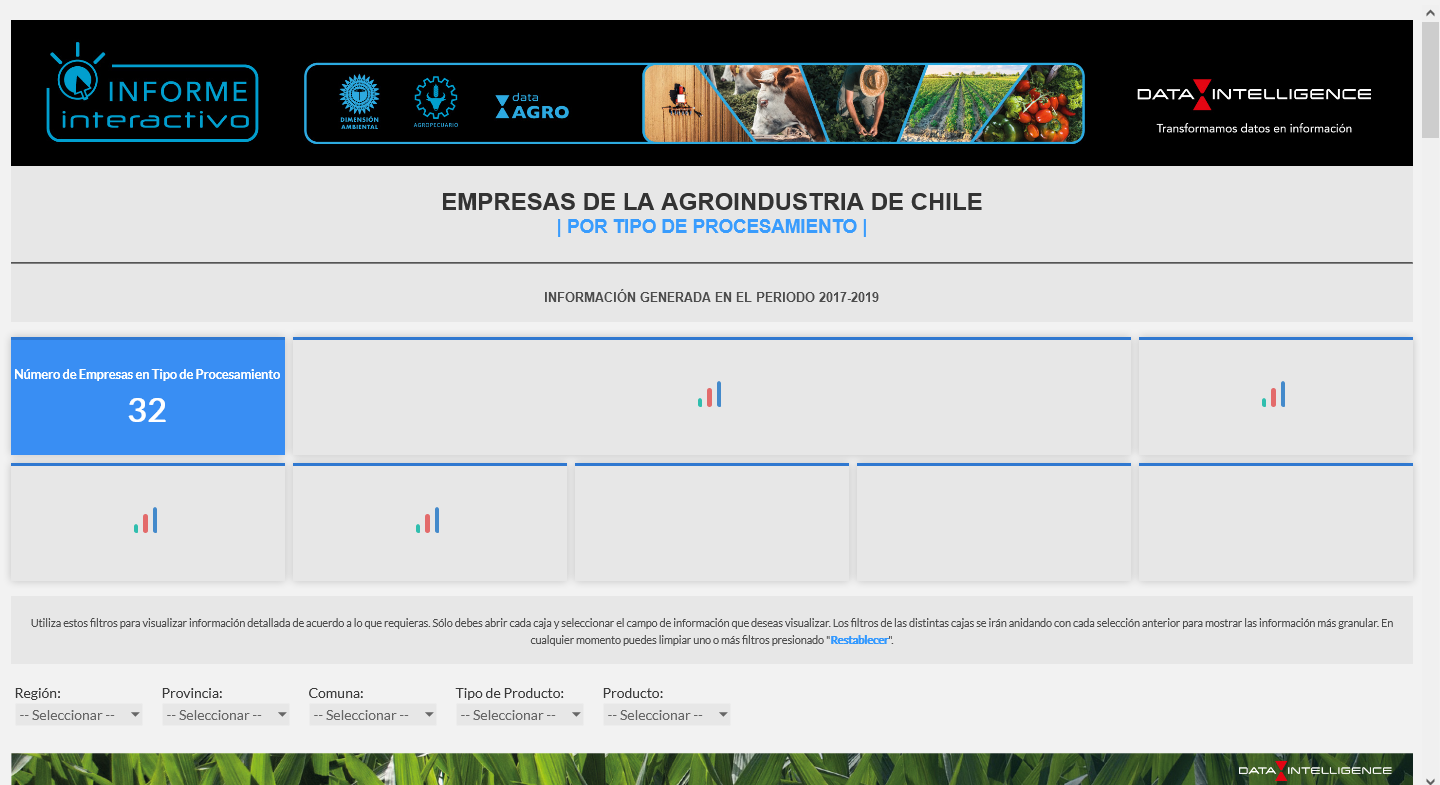 INFORME
interactivo
DIMENSIÓN
AMBIENTAL
AGROPECUARIO
data
AGRO
DATA INTELLIGENCE
Transformamos datos en información
EMPRESAS DE LA AGROINDUSTRIA DE CHILE
| POR TIPO DE PROCESAMIENTO |
INFORMACIÓN GENERADA EN EL PERIODO 2017-2019
Número de Empresas en Tipo de Procesamiento
32
Utiliza estos filtros para visualizar información detallada de acuerdo a lo que requieras. Sólo debes abrir cada caja y seleccionar el campo de información que deseas visualizar. Los filtros de las distintas cajas se irán anidando con cada selección anterior para mostrar las información más granular. En
cualquier momento puedes limpiar uno o más filtros presionado "Restablecer".
Región: Provincia: Comuna: Tipo de Producto: Producto:
-- Seleccionar -- -- Seleccionar -- -- Seleccionar -- -- Seleccionar -- -- Seleccionar --
DATA INTELLIGENCE